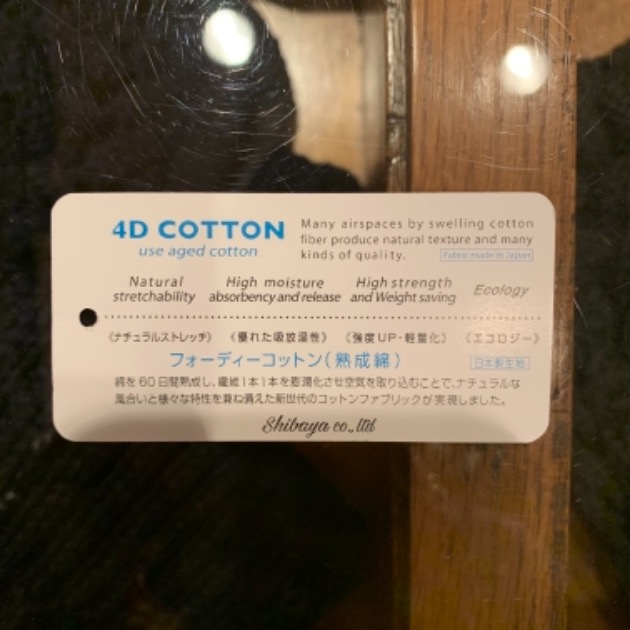 4D COTTON
use aged cotton
Many airspaces by swelling cotton
fiber produce natural texture and many
kinds of quality.
Fabric made in Japan
Natural
stretchability
High moisture
absorbency and release
High strength
and Weight saving
Ecology
《ナチュラルストレッチ》 《優れた吸放湿性》 《強度UP・軽量化》 《エコロジー》
フォーディーコットン(熟成綿)
日本製生地
綿を60日間熟成し、繊維1本1本を膨潤化させ空気を取り込むことで、ナチュラルな
風合いと様々な特性を兼ね備えた新世代のコットンファブリックが実現しました。
Shibaya co.,ltd